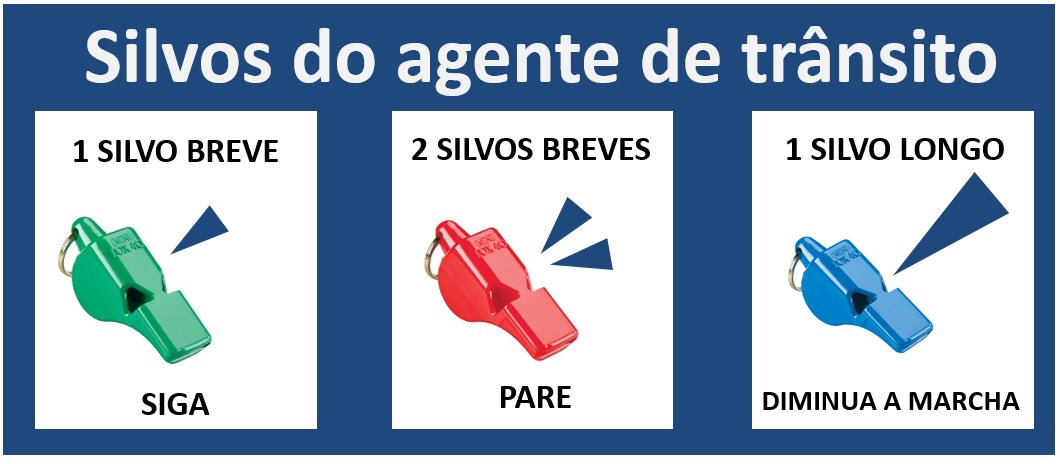 Silvos do agente de trânsito
1 SILVO BREVE
SIGA
2 SILVOS BREVES
PARE
1 SILVO LONGO
DIMINUA A MARCHA